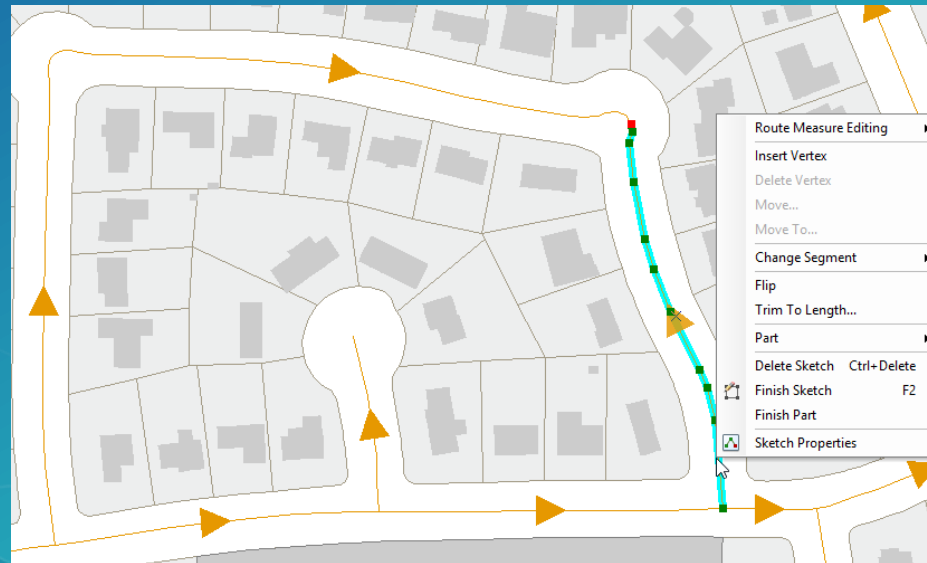 Route Measure Editing
Insert Vertex
Delete Vertex
Move...
Move To...
Change Segment
Flip
Trim To Length...
Part
Delete Sketch Ctrl+Delete
Finish Sketch F2
Finish Part
Sketch Properties